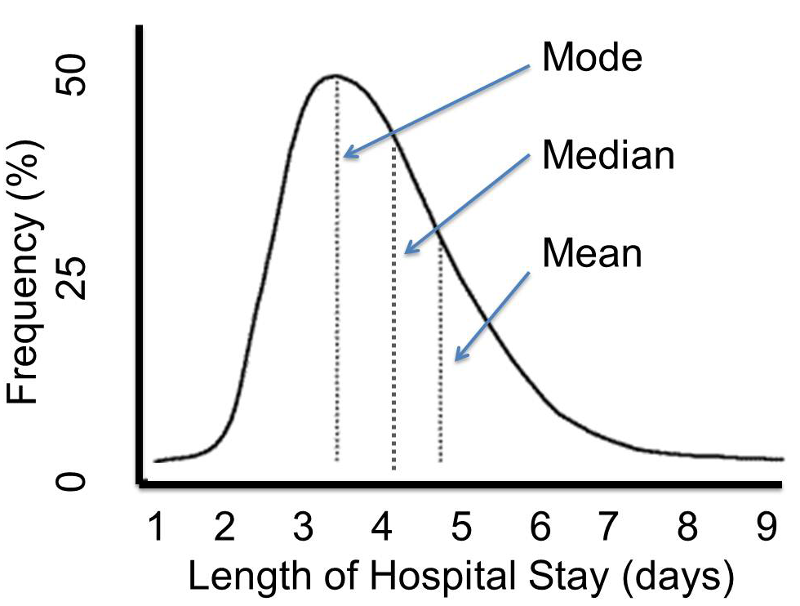 Mode
Median
Mean
Frequency (%)
50
25
0
1 2 3 4 5 6 7 8 9
Length of Hospital Stay (days)